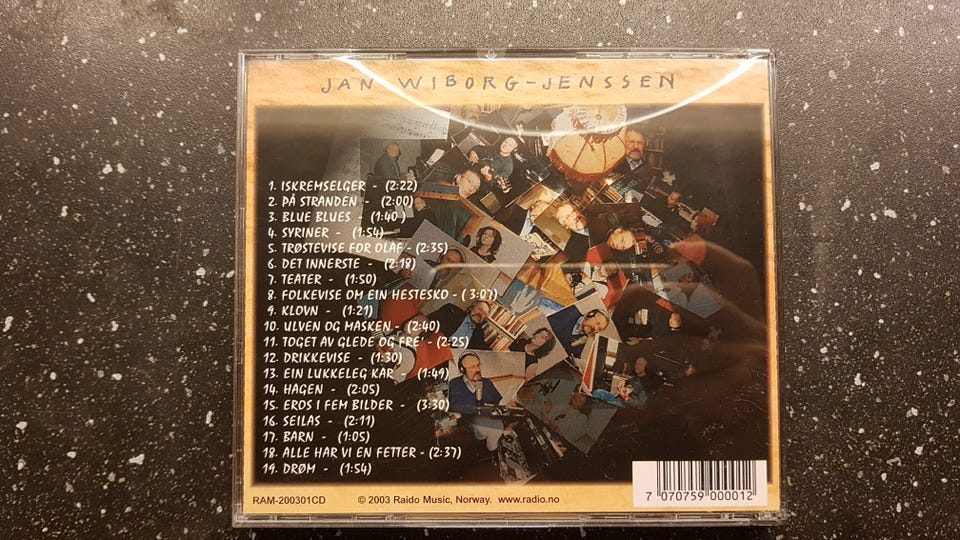 JAN WIBORG-JENSSEN
1. ISKREMSELGER - (2:22)
2. PÅ STRANDEN - (2:00)
3. BLUE BLUES - (1:40 )
4. SYRINER - (1:54)
5. TRØSTEVISE FOR OLAF - (2:35)
6. DET INNERSTE - (2:18)
7. TEATER - (1:50)
8. FOLKEVISE OM EIN HESTESKO - ( 3:07)
9. KLOVN - (1:21)
10. ULVEN OG MASKEN - (2:40)
11. TOGET AV GLEDE OG FRE' - (2:25)
12. DRIKKEVISE - (1:30)
13. EIN LUKKELEG KAR - (1:49)
14. HAGEN - (2:05)
15. EROS I FEM BILDER - (3:30)
16. SEILAS - (2:11)
17. BARN - (1:05)
18. ALLE HAR VI EN FETTER - (2:37)
19. DRØM - (1:54)
RAM-200301CD © 2003 Raido Music, Norway. www.radio.no
7 070759 000012